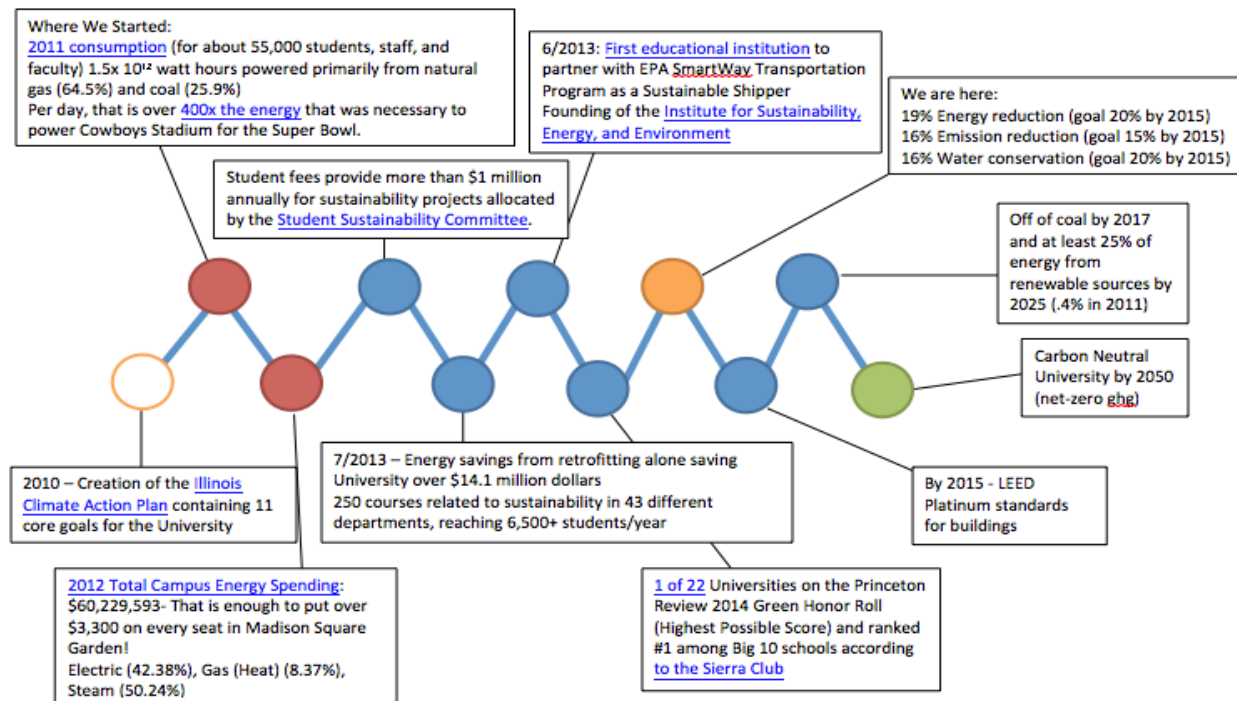 Where We Started:
2011 consumption (for about 55,000 students, staff, and
faculty) 1.5x 10¹² watt hours powered primarily from natural
gas (64.5%) and coal (25.9%)
Per day, that is over 400x the energy that was necessary to
power Cowboys Stadium for the Super Bowl.
6/2013: First educational institution to
partner with EPA SmartWay Transportation
Program as a Sustainable Shipper
Founding of the Institute for Sustainability,
Energy, and Environment
We are here:
19% Energy reduction (goal 20% by 2015)
16% Emission reduction (goal 15% by 2015)
16% Water conservation (goal 20% by 2015)
Student fees provide more than $1 million
annually for sustainability projects allocated
by the Student Sustainability Committee.
Off of coal by 2017
and at least 25% of
energy from
renewable sources by
2025 (.4% in 2011)
Carbon Neutral
University by 2050
(net-zero ghg)
2010 – Creation of the Illinois
Climate Action Plan containing 11
core goals for the University
7/2013 – Energy savings from retrofitting alone saving
University over $14.1 million dollars
250 courses related to sustainability in 43 different
departments, reaching 6,500+ students/year
By 2015 - LEED
Platinum standards
for buildings
2012 Total Campus Energy Spending:
$60,229,593- That is enough to put over
$3,300 on every seat in Madison Square
Garden!
Electric (42.38%), Gas (Heat) (8.37%),
Steam (50.24%)
1 of 22 Universities on the Princeton
Review 2014 Green Honor Roll
(Highest Possible Score) and ranked
#1 among Big 10 schools according
to the Sierra Club